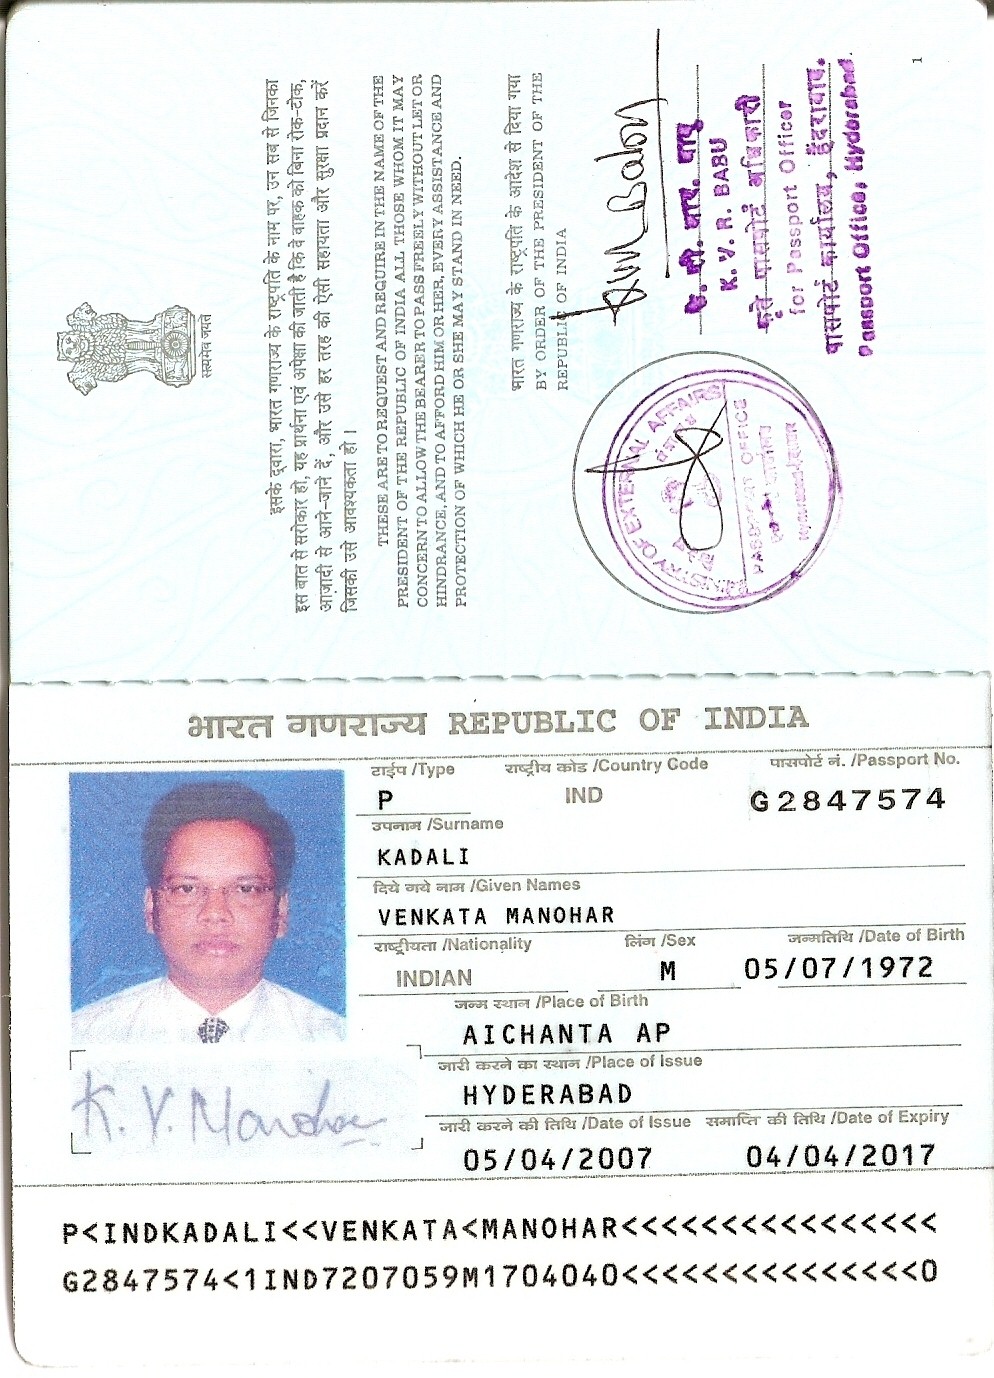 सत्यमेव जयते
इसके द्वारा, भारत गणराज्य के राष्ट्रपति के नाम पर, उन सब से जिनका
इस बात से सरोकार हो, यह प्रार्थना एवं अपेक्षा की जाती है कि वे वाहक को बिना रोक-टोक,
आज़ादी से आने-जाने दें, और उसे हर तरह की ऐसी सहायता और सुरक्षा प्रदान करें
जिसकी उसे आवश्यकता हो।
THESE ARE TO REQUEST AND REQUIRE IN THE NAME OF THE
PRESIDENT OF THE REPUBLIC OF INDIA ALL THOSE WHOM IT MAY
CONCERN TO ALLOW THE BEARER TO PASS FREELY WITHOUT LET OR
HINDRANCE, AND TO AFFORD HIM OR HER, EVERY ASSISTANCE AND
PROTECTION OF WHICH HE OR SHE MAY STAND IN NEED.
भारत गणराज्य के राष्ट्रपति के आदेश से दिया गया
BY ORDER OF THE PRESIDENT OF THE
REPUBLIC OF INDIA
MINISTRY OF EXTERNAL AFFAIRS
PASSPORT OFFICE
K. V. R. BABU
कृते पासपोर्ट अधिकारी
for Passport Officer
पासपोर्ट कार्यालय, हैदराबाद.
Passport Office, Hyderabad.
1
भारत गणराज्य REPUBLIC OF INDIA
टाईप /Type राष्ट्रीय कोड /Country Code पासपोर्ट नं. /Passport No.
P IND G2847574
उपनाम /Surname
KADALI
दिये गये नाम /Given Names
VENKATA MANOHAR
राष्ट्रीयता /Nationality लिंग /Sex जन्मतिथि /Date of Birth
INDIAN M 05/07/1972
जन्म स्थान /Place of Birth
AICHANTA AP
जारी करने का स्थान /Place of Issue
HYDERABAD
जारी करने की तिथि /Date of Issue समाप्ति की तिथि /Date of Expiry
05/04/2007 04/04/2017
K. V. Manohar
P<INDKADALI<<VENKATA<MANOHAR<<<<<<<<<<<<<<<<
G2847574<1IND7207059M1704040<<<<<<<<<<<<<<<0